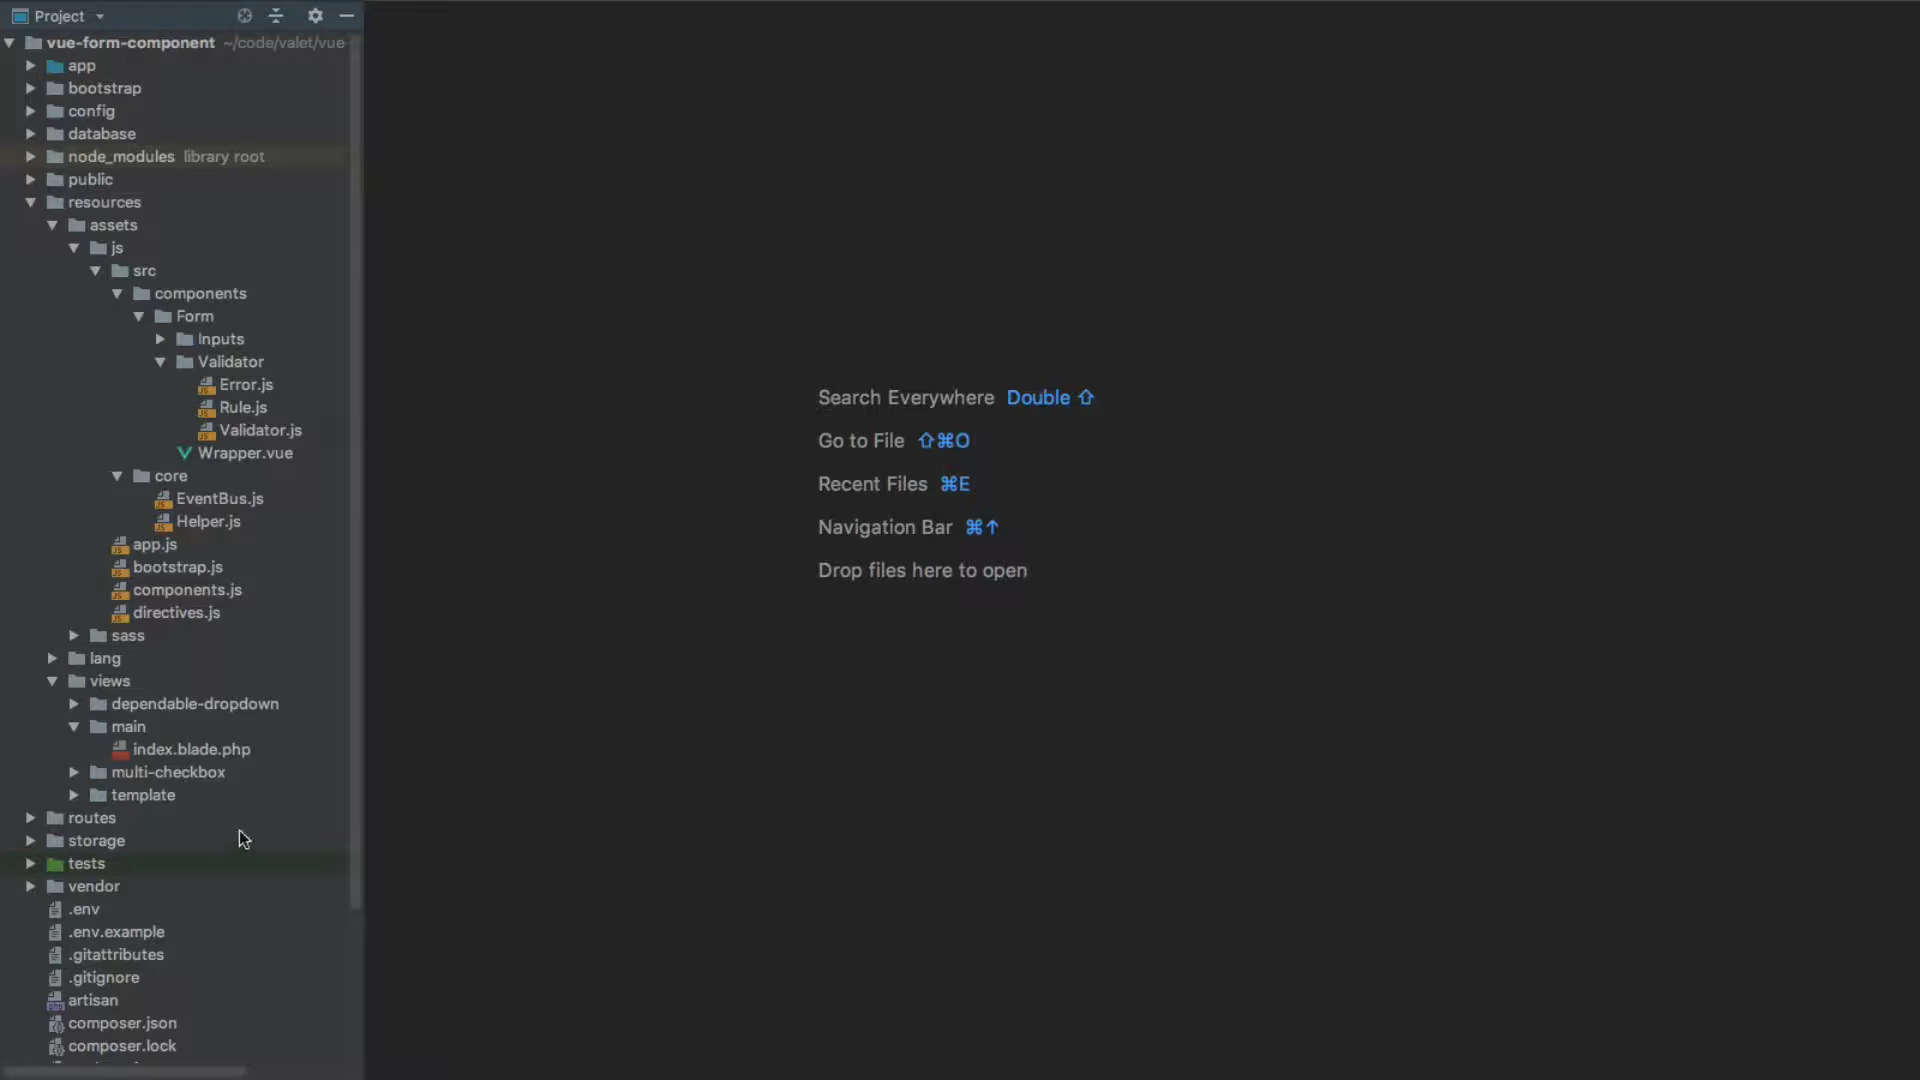 Project
vue-form-component ~/code/valet/vue
app
bootstrap
config
database
node_modules library root
public
resources
assets
js
src
components
Form
Inputs
Validator
Error.js
Rule.js
Validator.js
Wrapper.vue
core
EventBus.js
Helper.js
app.js
bootstrap.js
components.js
directives.js
sass
lang
views
dependable-dropdown
main
index.blade.php
multi-checkbox
template
routes
storage
tests
vendor
.env
.env.example
.gitattributes
.gitignore
artisan
composer.json
composer.lock
Search Everywhere Double ⇧
Go to File ⇧⌘O
Recent Files ⌘E
Navigation Bar ⌘↑
Drop files here to open